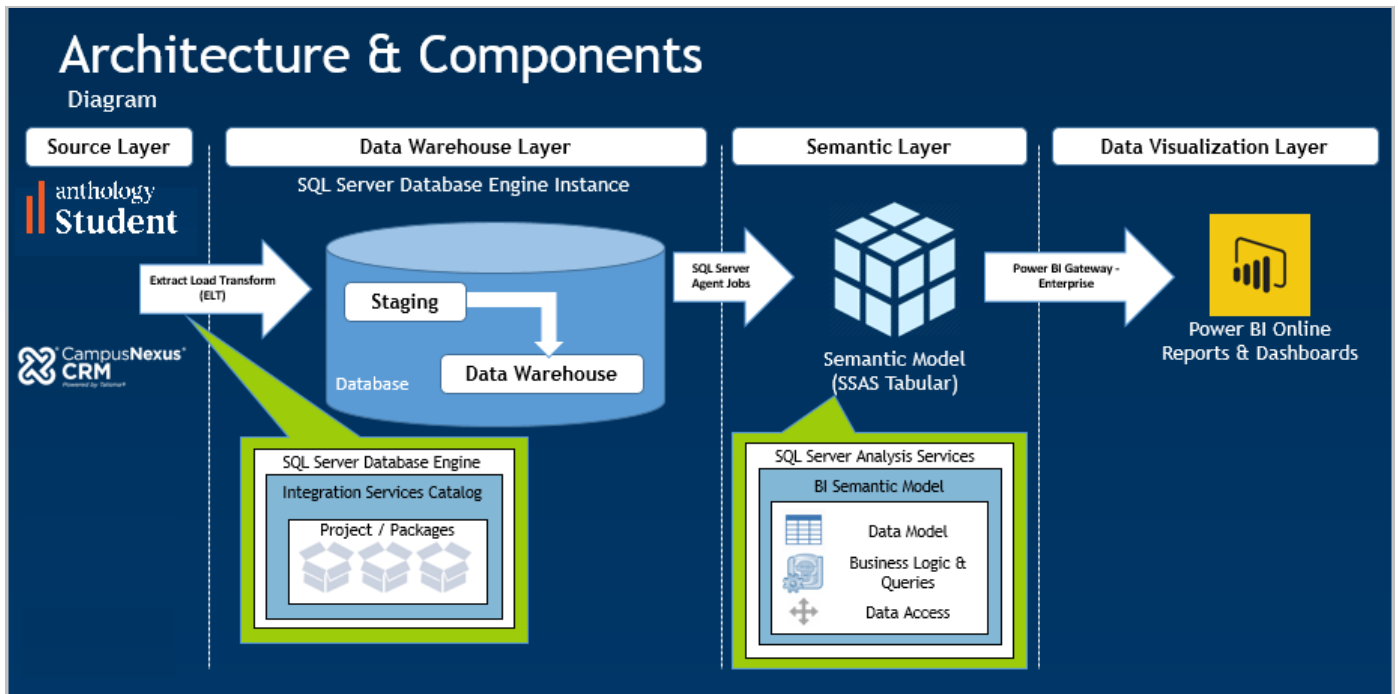 Architecture & Components
Diagram
Source Layer
Data Warehouse Layer
Semantic Layer
Data Visualization Layer
anthology
Student
SQL Server Database Engine Instance
Extract Load Transform
(ELT)
Staging
Data Warehouse
Database
SQL Server
Agent Jobs
Semantic Model
(SSAS Tabular)
Power BI Gateway -
Enterprise
Power BI Online
Reports & Dashboards
CampusNexus®
CRM
Powered by Talisma®
SQL Server Database Engine
Integration Services Catalog
Project / Packages
SQL Server Analysis Services
BI Semantic Model
Data Model
Business Logic &
Queries
Data Access